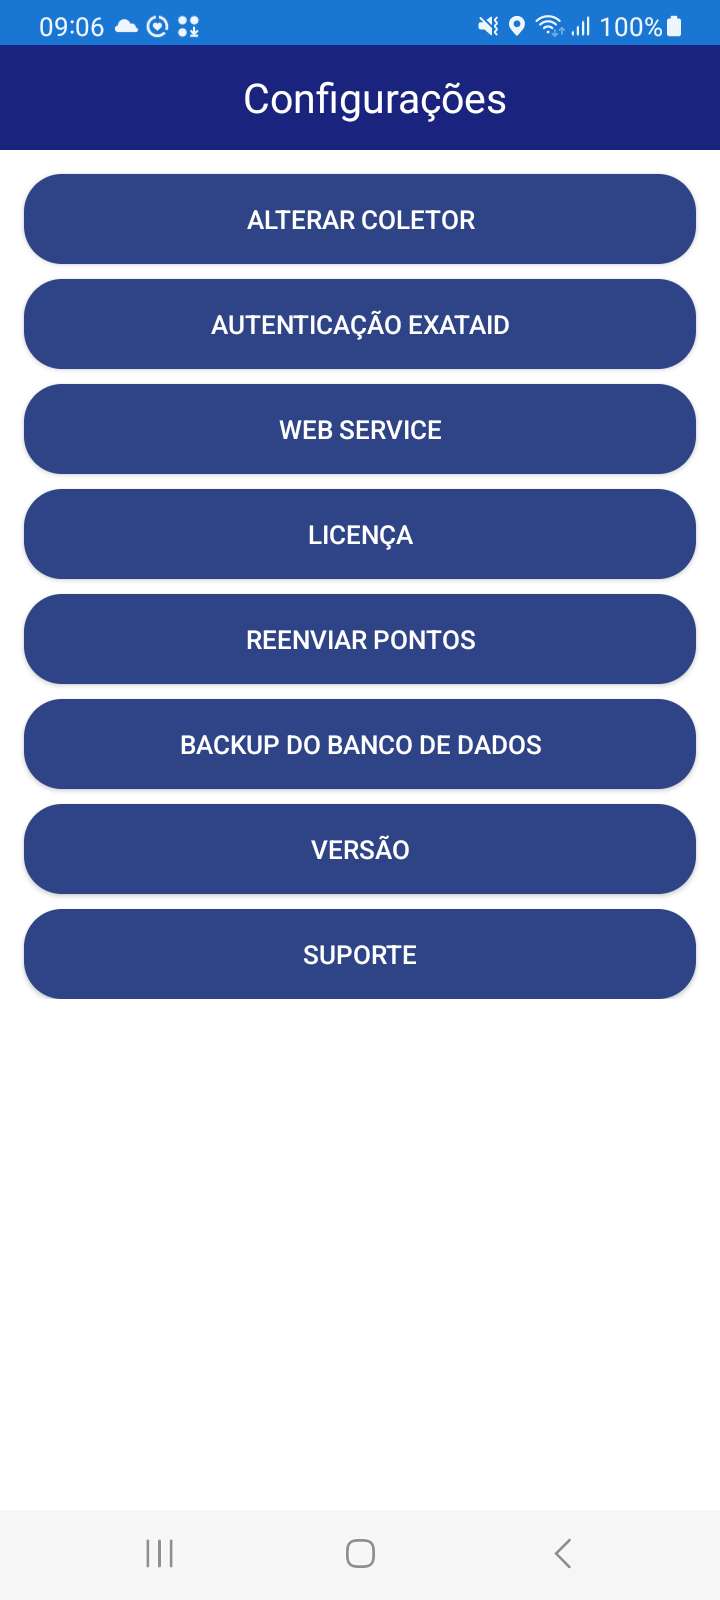 09:06 100%
Configurações
ALTERAR COLETOR
AUTENTICAÇÃO EXATAID
WEB SERVICE
LICENÇA
REENVIAR PONTOS
BACKUP DO BANCO DE DADOS
VERSÃO
SUPORTE